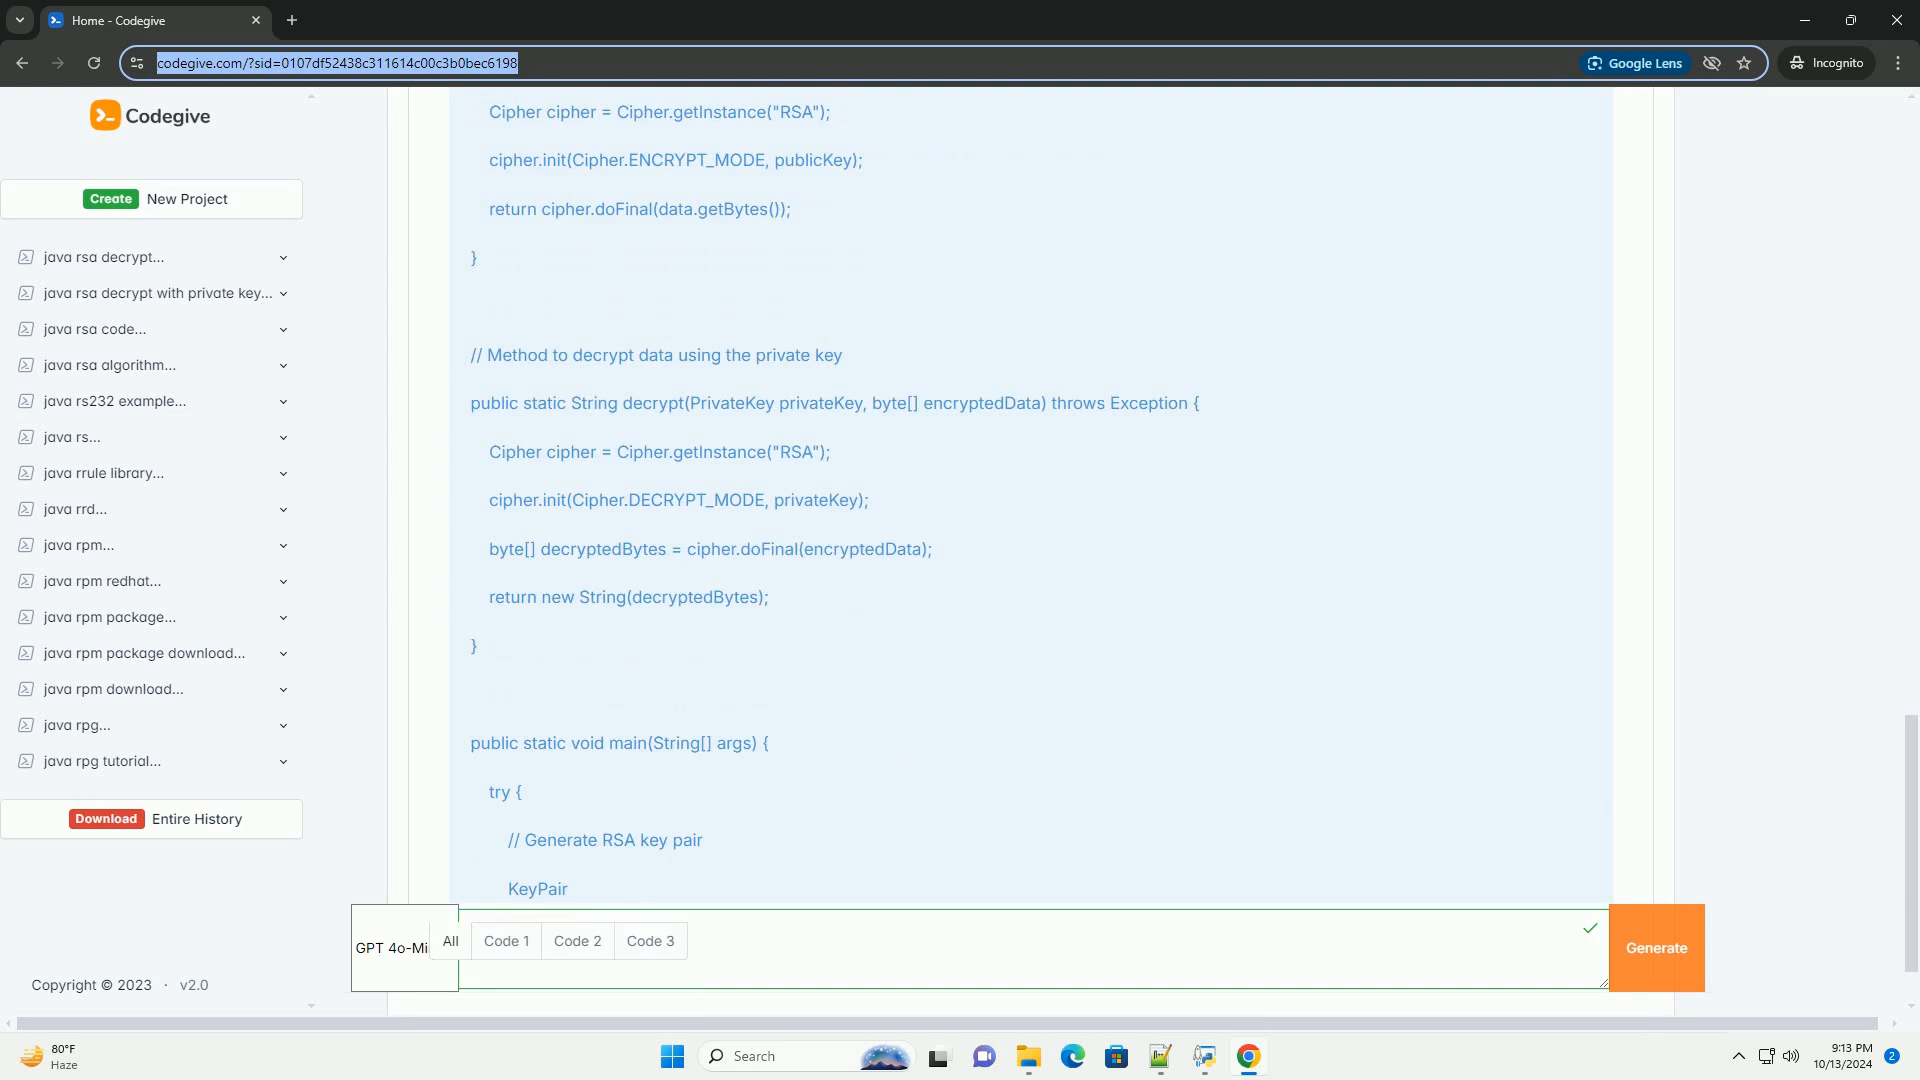 Home - Codegive
codegive.com/?sid=0107df52438c311614c00c3b0bec6198
Google Lens
Incognito
Codegive
Create New Project
java rsa decrypt...
java rsa decrypt with private key...
java rsa code...
java rsa algorithm...
java rs232 example...
java rs...
java rrule library...
java rrd...
java rpm...
java rpm redhat...
java rpm package...
java rpm package download...
java rpm download...
java rpg...
java rpg tutorial...
Download Entire History
Copyright © 2023 · v2.0
Cipher cipher = Cipher.getInstance("RSA");
cipher.init(Cipher.ENCRYPT_MODE, publicKey);
return cipher.doFinal(data.getBytes());
}
// Method to decrypt data using the private key
public static String decrypt(PrivateKey privateKey, byte[] encryptedData) throws Exception {
Cipher cipher = Cipher.getInstance("RSA");
cipher.init(Cipher.DECRYPT_MODE, privateKey);
byte[] decryptedBytes = cipher.doFinal(encryptedData);
return new String(decryptedBytes);
}
public static void main(String[] args) {
try {
// Generate RSA key pair
KeyPair
GPT 4o-Mi
All Code 1 Code 2 Code 3
Generate
80°F
Haze
Search
9:13 PM
10/13/2024
2